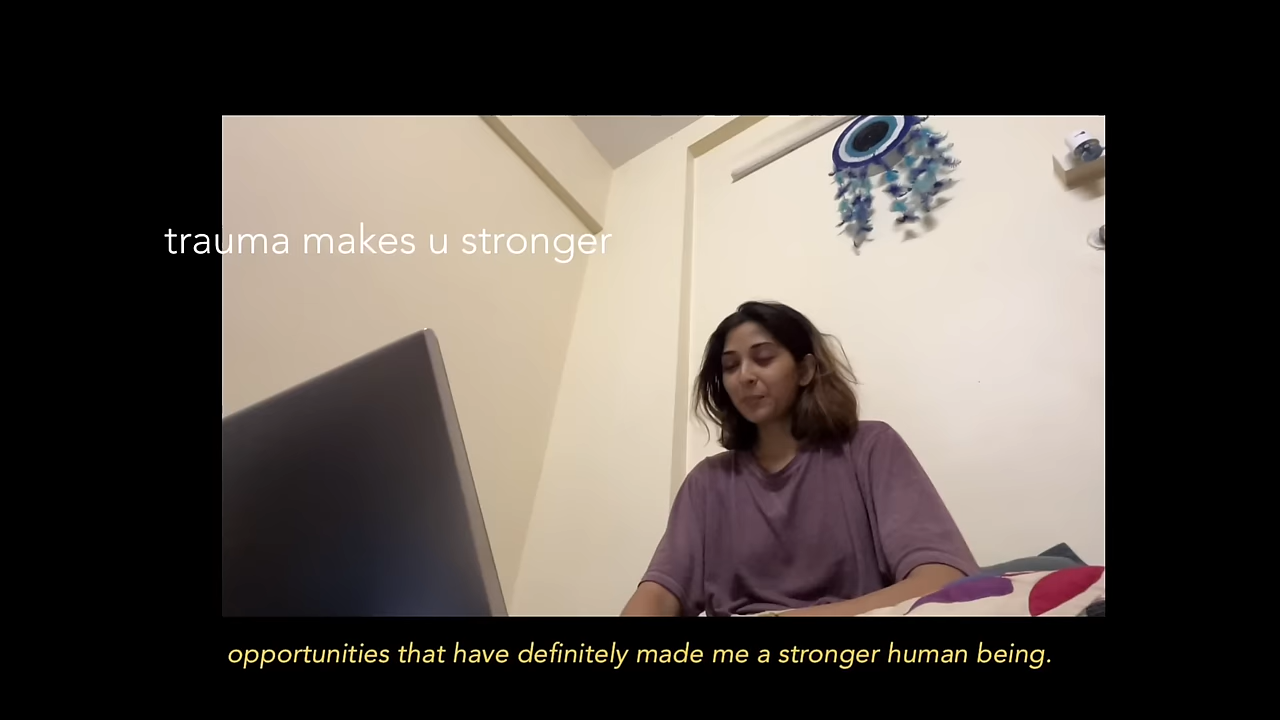 trauma makes u stronger
opportunities that have definitely made me a stronger human being.